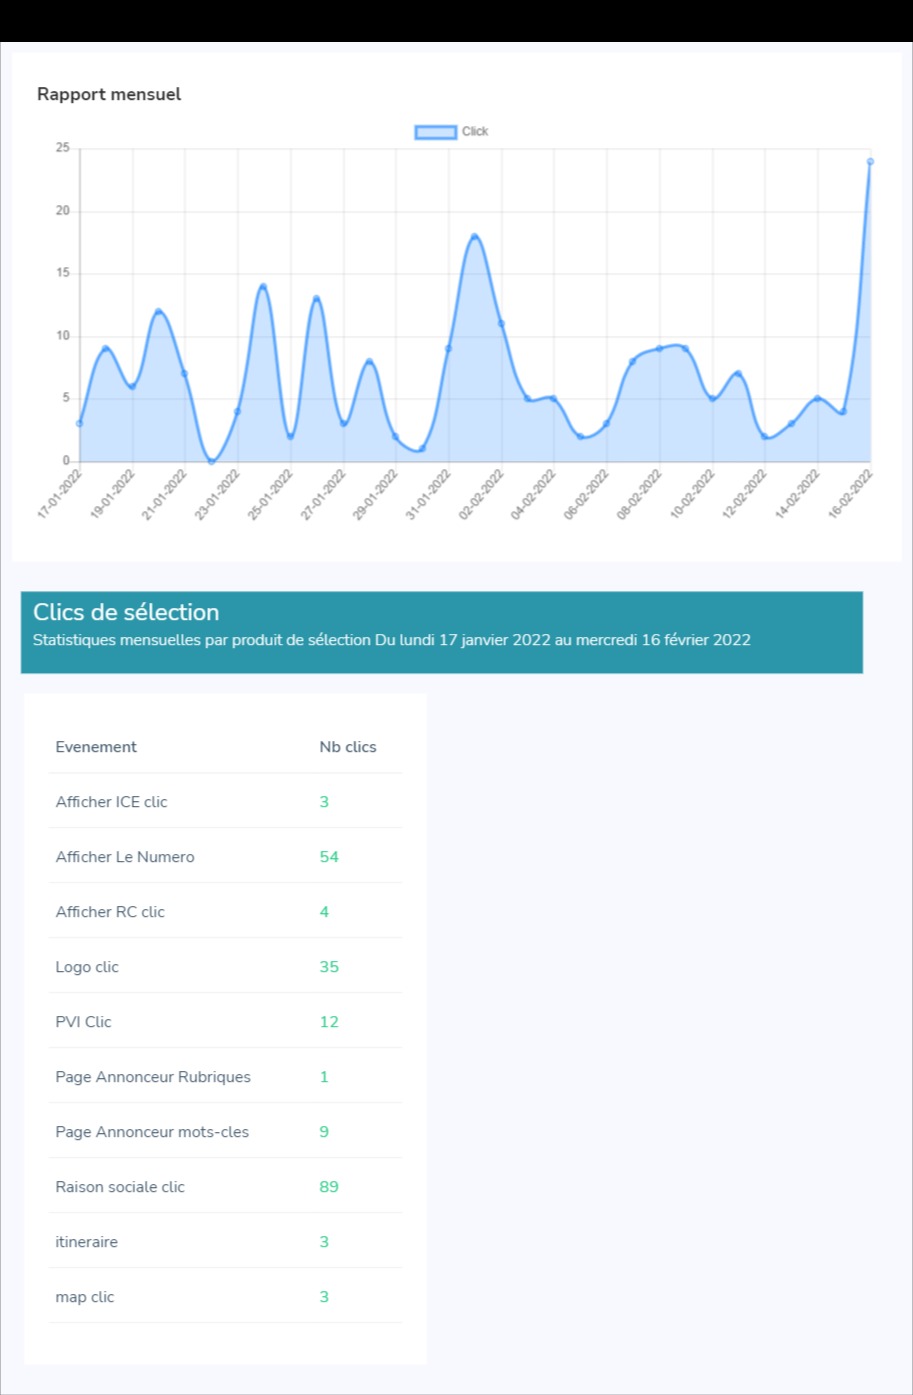 Rapport mensuel
Click
25
20
15
10
5
0
17-01-2022
19-01-2022
21-01-2022
23-01-2022
25-01-2022
27-01-2022
29-01-2022
31-01-2022
02-02-2022
04-02-2022
06-02-2022
08-02-2022
10-02-2022
12-02-2022
14-02-2022
16-02-2022
Clics de sélection
Statistiques mensuelles par produit de sélection Du lundi 17 janvier 2022 au mercredi 16 février 2022
Evenement Nb clics
Afficher ICE clic 3
Afficher Le Numero 54
Afficher RC clic 4
Logo clic 35
PVI Clic 12
Page Annonceur Rubriques 1
Page Annonceur mots-cles 9
Raison sociale clic 89
itineraire 3
map clic 3